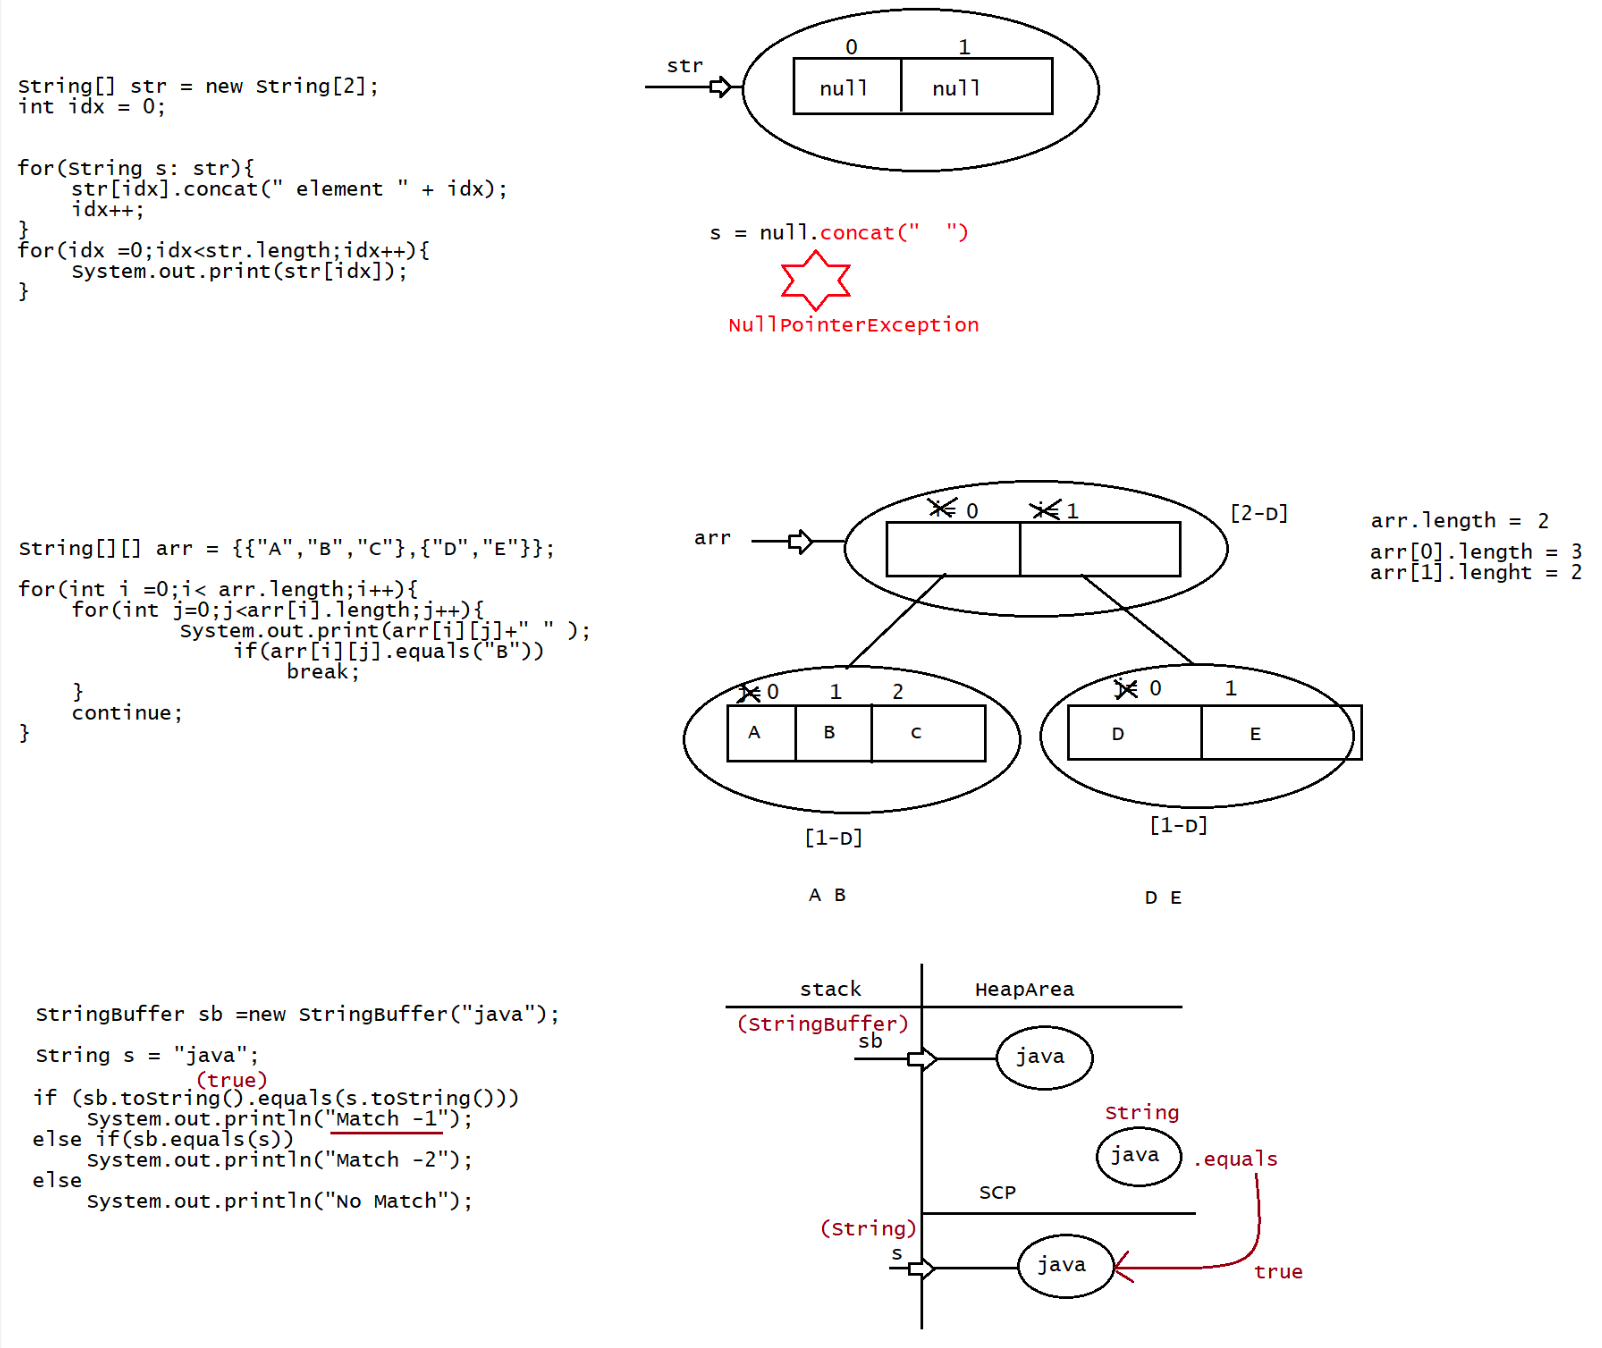 String[] str = new String[2];
int idx = 0;
for(String s: str){
str[idx].concat(" element " + idx);
idx++;
}
for(idx =0;idx<str.length;idx++){
System.out.print(str[idx]);
}
str
0 1
null null
s = null.concat("  ")
NullPointerException
String[][] arr = {{"A","B","C"},{"D","E"}};
for(int i =0;i< arr.length;i++){
for(int j=0;j<arr[i].length;j++){
System.out.print(arr[i][j]+" " );
if(arr[i][j].equals("B"))
break;
}
continue;
}
arr
i= 0 i= 1
[2-D]
arr.length = 2
arr[0].length = 3
arr[1].lenght = 2
j= 0 1 2
A B C
[1-D]
A B
j= 0 1
D E
[1-D]
D E
StringBuffer sb =new StringBuffer("java");
String s = "java";
(true)
if (sb.toString().equals(s.toString()))
System.out.println("Match -1");
else if(sb.equals(s))
System.out.println("Match -2");
else
System.out.println("No Match");
stack HeapArea
(StringBuffer)
sb
java
String
java .equals
SCP
(String)
s
java
true